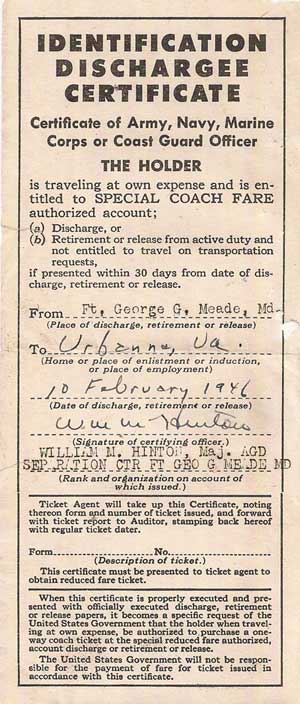 IDENTIFICATION
DISCHARGEE
CERTIFICATE
Certificate of Army, Navy, Marine
Corps or Coast Guard Officer
THE HOLDER
is traveling at own expense and is en-
titled to SPECIAL COACH FARE
authorized account;
(a) Discharge, or
(b) Retirement or release from active duty and
not entitled to travel on transportation
requests,
if presented within 30 days from date of dis-
charge, retirement or release.
From Ft. George G. Meade, Md.
(Place of discharge, retirement or release)
To Urbanna, Va.
(Home or place of enlistment or induction,
or place of employment)
10 February 1946
(Date of discharge, retirement or release)
Wm M Hinton
(Signature of certifying officer.)
WILLIAM M. HINTON, Maj. AGD
SEP.RATION CTR FT GEO G MEADE MD
(Rank and organization on account of
which issued.)
Ticket Agent will take up this Certificate, noting
thereon form and number of ticket issued, and forward
with ticket report to Auditor, stamping back hereof
with regular ticket dater.
Form No.
(Description of ticket.)
This certificate must be presented to ticket agent to
obtain reduced fare ticket.
When this certificate is properly executed and pre-
sented with officially executed discharge, retirement
or release papers, it becomes a specific request of the
United States Government that the holder when travel-
ing at own expense, be authorized to purchase a one-
way coach ticket at the special reduced fare authorized,
account discharge or retirement or release.
The United States Government will not be respon-
sible for the payment of fare for ticket issued in
accordance with this certificate.